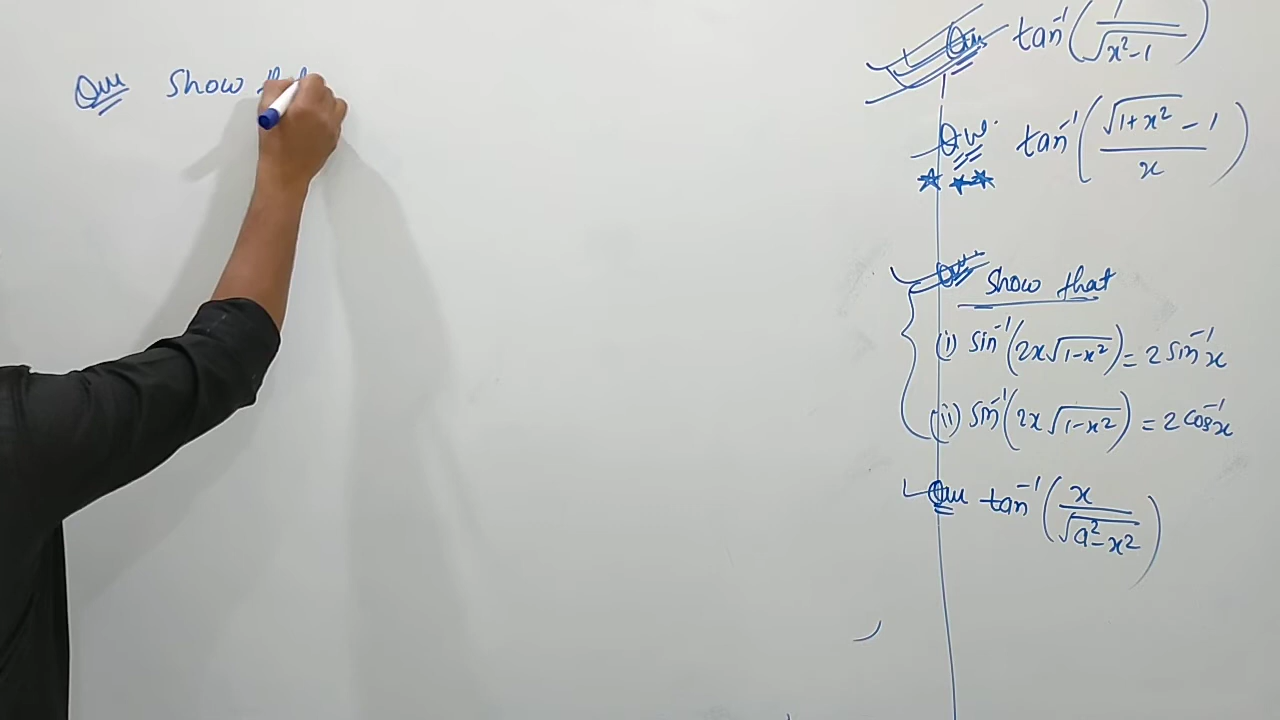 Que Show
Que tan⁻¹(1/√(x²-1))
Que. tan⁻¹((√(1+x²) - 1)/x)
Que Show that
(i) sin⁻¹(2x√(1-x²)) = 2 sin⁻¹x
(ii) sin⁻¹(2x√(1-x²)) = 2 cos⁻¹x
Que tan⁻¹(x/√(a²-x²))